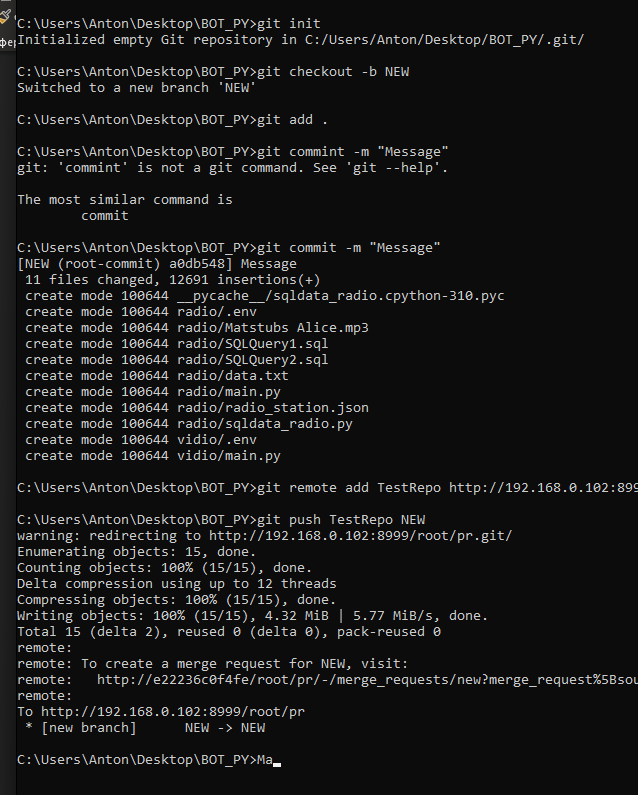 фер
C:\Users\Anton\Desktop\BOT_PY>git init
Initialized empty Git repository in C:/Users/Anton/Desktop/BOT_PY/.git/
C:\Users\Anton\Desktop\BOT_PY>git checkout -b NEW
Switched to a new branch 'NEW'
C:\Users\Anton\Desktop\BOT_PY>git add .
C:\Users\Anton\Desktop\BOT_PY>git commint -m "Message"
git: 'commint' is not a git command. See 'git --help'.
The most similar command is
commit
C:\Users\Anton\Desktop\BOT_PY>git commit -m "Message"
[NEW (root-commit) a0db548] Message
11 files changed, 12691 insertions(+)
create mode 100644 __pycache__/sqldata_radio.cpython-310.pyc
create mode 100644 radio/.env
create mode 100644 radio/Matstubs Alice.mp3
create mode 100644 radio/SQLQuery1.sql
create mode 100644 radio/SQLQuery2.sql
create mode 100644 radio/data.txt
create mode 100644 radio/main.py
create mode 100644 radio/radio_station.json
create mode 100644 radio/sqldata_radio.py
create mode 100644 vidio/.env
create mode 100644 vidio/main.py
C:\Users\Anton\Desktop\BOT_PY>git remote add TestRepo http://192.168.0.102:899
C:\Users\Anton\Desktop\BOT_PY>git push TestRepo NEW
warning: redirecting to http://192.168.0.102:8999/root/pr.git/
Enumerating objects: 15, done.
Counting objects: 100% (15/15), done.
Delta compression using up to 12 threads
Compressing objects: 100% (15/15), done.
Writing objects: 100% (15/15), 4.32 MiB | 5.77 MiB/s, done.
Total 15 (delta 2), reused 0 (delta 0), pack-reused 0
remote:
remote: To create a merge request for NEW, visit:
remote:   http://e22236c0f4fe/root/pr/-/merge_requests/new?merge_request%5Bsou
remote:
To http://192.168.0.102:8999/root/pr
* [new branch]      NEW -> NEW
C:\Users\Anton\Desktop\BOT_PY>Ma